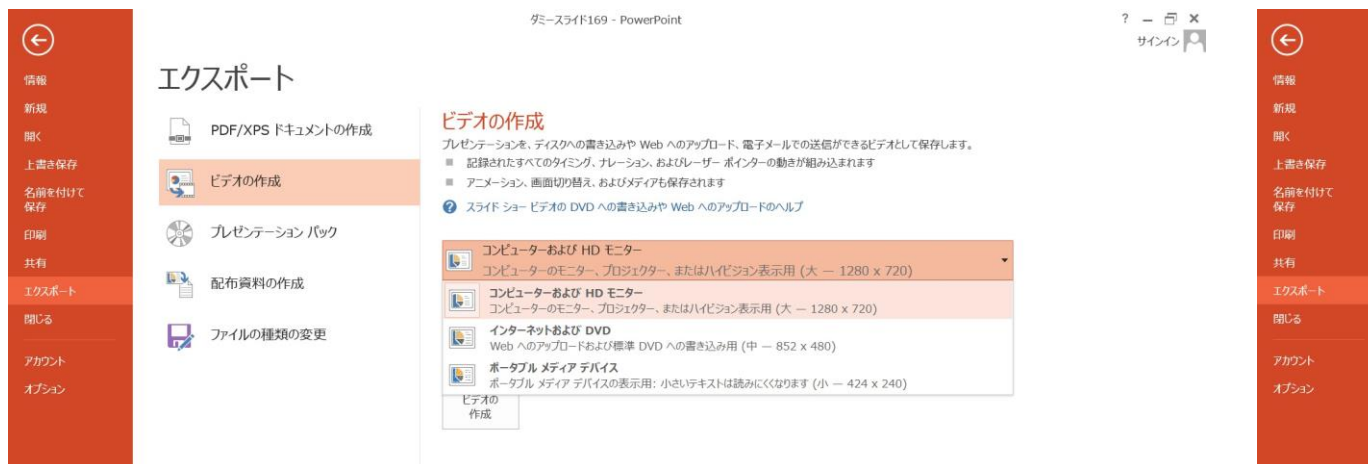 ダミースライド169 - PowerPoint
? – ×
サインイン
情報
新規
開く
上書き保存
名前を付けて
保存
印刷
共有
エクスポート
閉じる
アカウント
オプション
エクスポート
PDF/XPS ドキュメントの作成
ビデオの作成
プレゼンテーション パック
配布資料の作成
ファイルの種類の変更
ビデオの作成
プレゼンテーションを、ディスクへの書き込みや Web へのアップロード、電子メールでの送信ができるビデオとして保存します。
記録されたすべてのタイミング、ナレーション、およびレーザー ポインターの動きが組み込まれます
アニメーション、画面切り替え、およびメディアも保存されます
スライド ショー ビデオの DVD への書き込みや Web へのアップロードのヘルプ
コンピューターおよび HD モニター
コンピューターのモニター、プロジェクター、またはハイビジョン表示用 (大 — 1280 x 720)
コンピューターおよび HD モニター
コンピューターのモニター、プロジェクター、またはハイビジョン表示用 (大 — 1280 x 720)
インターネットおよび DVD
Web へのアップロードおよび標準 DVD への書き込み用 (中 — 852 x 480)
ポータブル メディア デバイス
ポータブル メディア デバイスの表示用: 小さいテキストは読みにくくなります (小 — 424 x 240)
ビデオの
作成
情報
新規
開く
上書き保存
名前を付けて
保存
印刷
共有
エクスポート
閉じる
アカウント
オプション